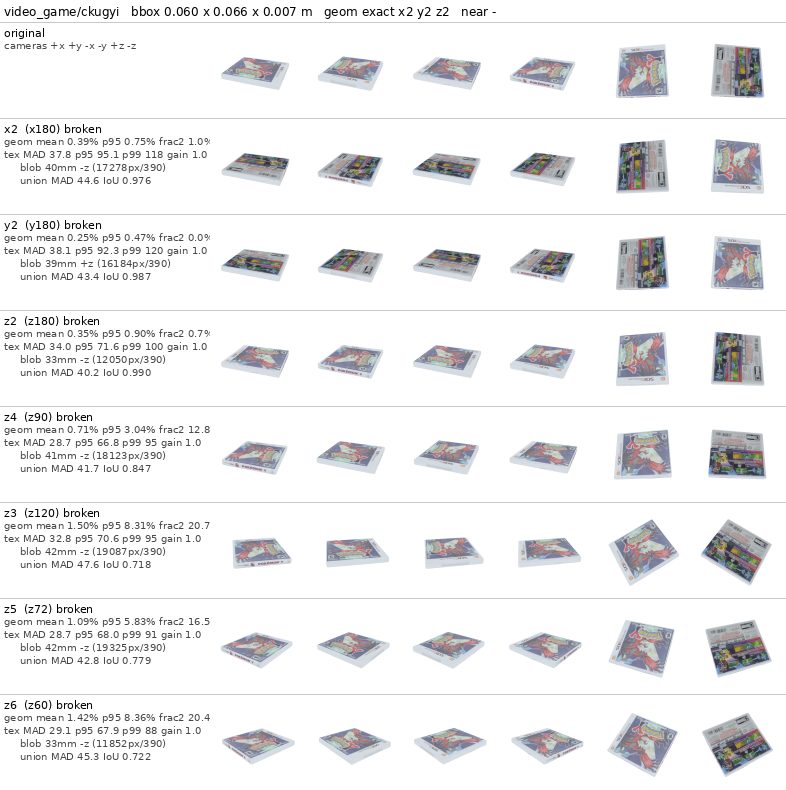 video_game/ckugyi   bbox 0.060 x 0.066 x 0.007 m   geom exact x2 y2 z2   near -
original
cameras +x +y -x -y +z -z
x2  (x180) broken
geom mean 0.39% p95 0.75% frac2 1.0%
tex MAD 37.8 p95 95.1 p99 118 gain 1.0
blob 40mm -z (17278px/390)
union MAD 44.6 IoU 0.976
y2  (y180) broken
geom mean 0.25% p95 0.47% frac2 0.0%
tex MAD 38.1 p95 92.3 p99 120 gain 1.0
blob 39mm +z (16184px/390)
union MAD 43.4 IoU 0.987
z2  (z180) broken
geom mean 0.35% p95 0.90% frac2 0.7%
tex MAD 34.0 p95 71.6 p99 100 gain 1.0
blob 33mm -z (12050px/390)
union MAD 40.2 IoU 0.990
z4  (z90) broken
geom mean 0.71% p95 3.04% frac2 12.8
tex MAD 28.7 p95 66.8 p99 95 gain 1.0
blob 41mm -z (18123px/390)
union MAD 41.7 IoU 0.847
z3  (z120) broken
geom mean 1.50% p95 8.31% frac2 20.7
tex MAD 32.8 p95 70.6 p99 95 gain 1.0
blob 42mm -z (19087px/390)
union MAD 47.6 IoU 0.718
z5  (z72) broken
geom mean 1.09% p95 5.83% frac2 16.5
tex MAD 28.7 p95 68.0 p99 91 gain 1.0
blob 42mm -z (19325px/390)
union MAD 42.8 IoU 0.779
z6  (z60) broken
geom mean 1.42% p95 8.36% frac2 20.4
tex MAD 29.1 p95 67.9 p99 88 gain 1.0
blob 33mm -z (11852px/390)
union MAD 45.3 IoU 0.722